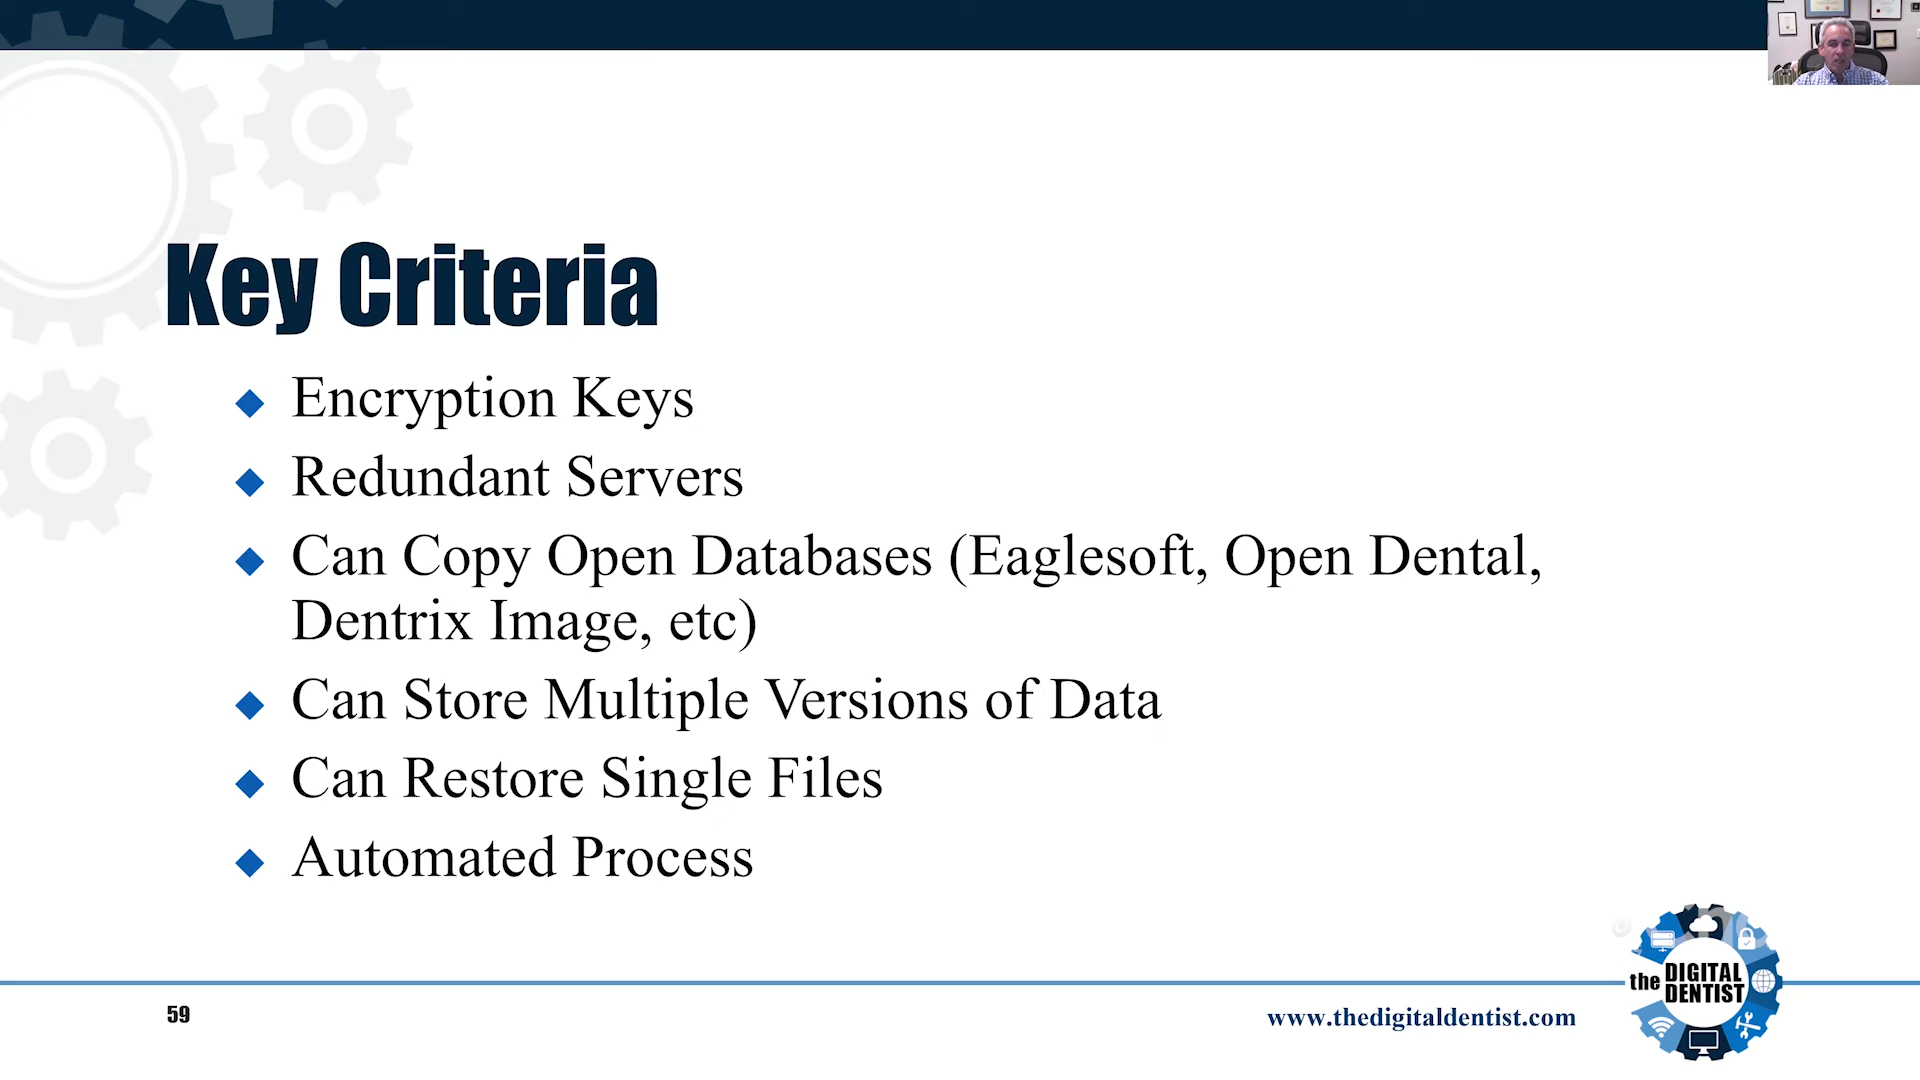 Key Criteria
Encryption Keys
Redundant Servers
Can Copy Open Databases (Eaglesoft, Open Dental,
Dentrix Image, etc)
Can Store Multiple Versions of Data
Can Restore Single Files
Automated Process
the DIGITAL
DENTIST
59
www.thedigitaldentist.com